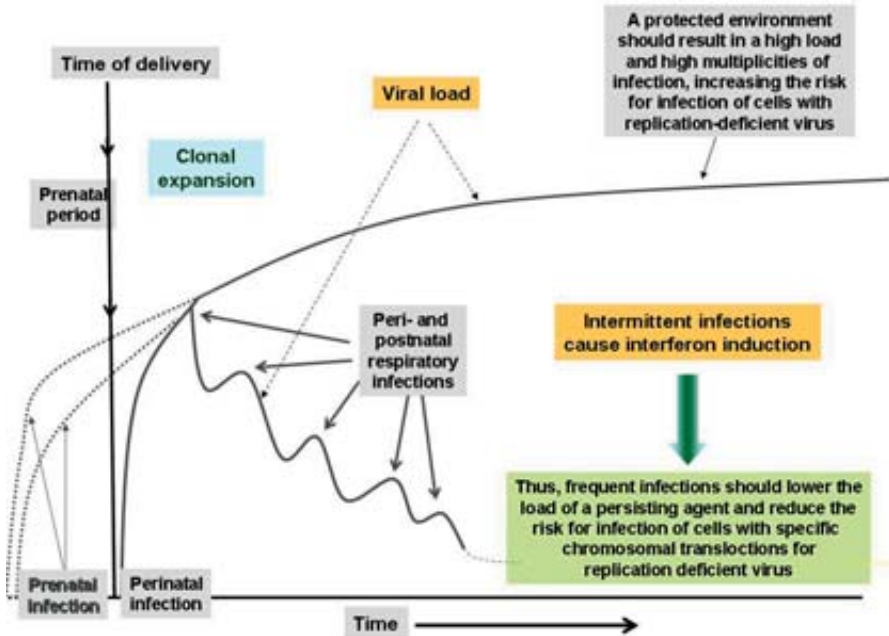 Time of delivery
Prenatal
period
Clonal
expansion
Viral load
A protected environment
should result in a high load
and high multiplicities of
infection, increasing the risk
for infection of cells with
replication-deficient virus
Peri- and
postnatal
respiratory
infections
Intermittent infections
cause interferon induction
Thus, frequent infections should lower the
load of a persisting agent and reduce the
risk for infection of cells with specific
chromosomal transloctions for
replication deficient virus
Prenatal
infection
Perinatal
infection
Time